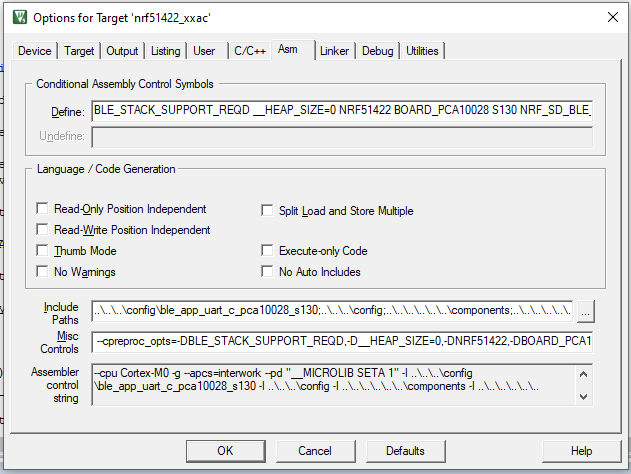 Options for Target 'nrf51422_xxac'
Device Target Output Listing User C/C++ Asm Linker Debug Utilities
Conditional Assembly Control Symbols
Define: BLE_STACK_SUPPORT_REQD __HEAP_SIZE=0 NRF51422 BOARD_PCA10028 S130 NRF_SD_BLE_
Undefine:
Language / Code Generation
Read-Only Position Independent Split Load and Store Multiple
Read-Write Position Independent
Thumb Mode Execute-only Code
No Warnings No Auto Includes
Include Paths ..\..\..\config\ble_app_uart_c_pca10028_s130;..\..\..\config;..\..\..\..\..\..\components;..\..\..\..\..\. ...
Misc Controls --cpreproc_opts=-DBLE_STACK_SUPPORT_REQD,-D__HEAP_SIZE=0,-DNRF51422,-DBOARD_PCA1
Assembler control string --cpu Cortex-M0 -g --apcs=interwork --pd "__MICROLIB SETA 1" -I ..\..\..\config
\ble_app_uart_c_pca10028_s130 -I ..\..\..\config -I ..\..\..\..\..\..\components -I ..\..\..\..\..\..
OK Cancel Defaults Help